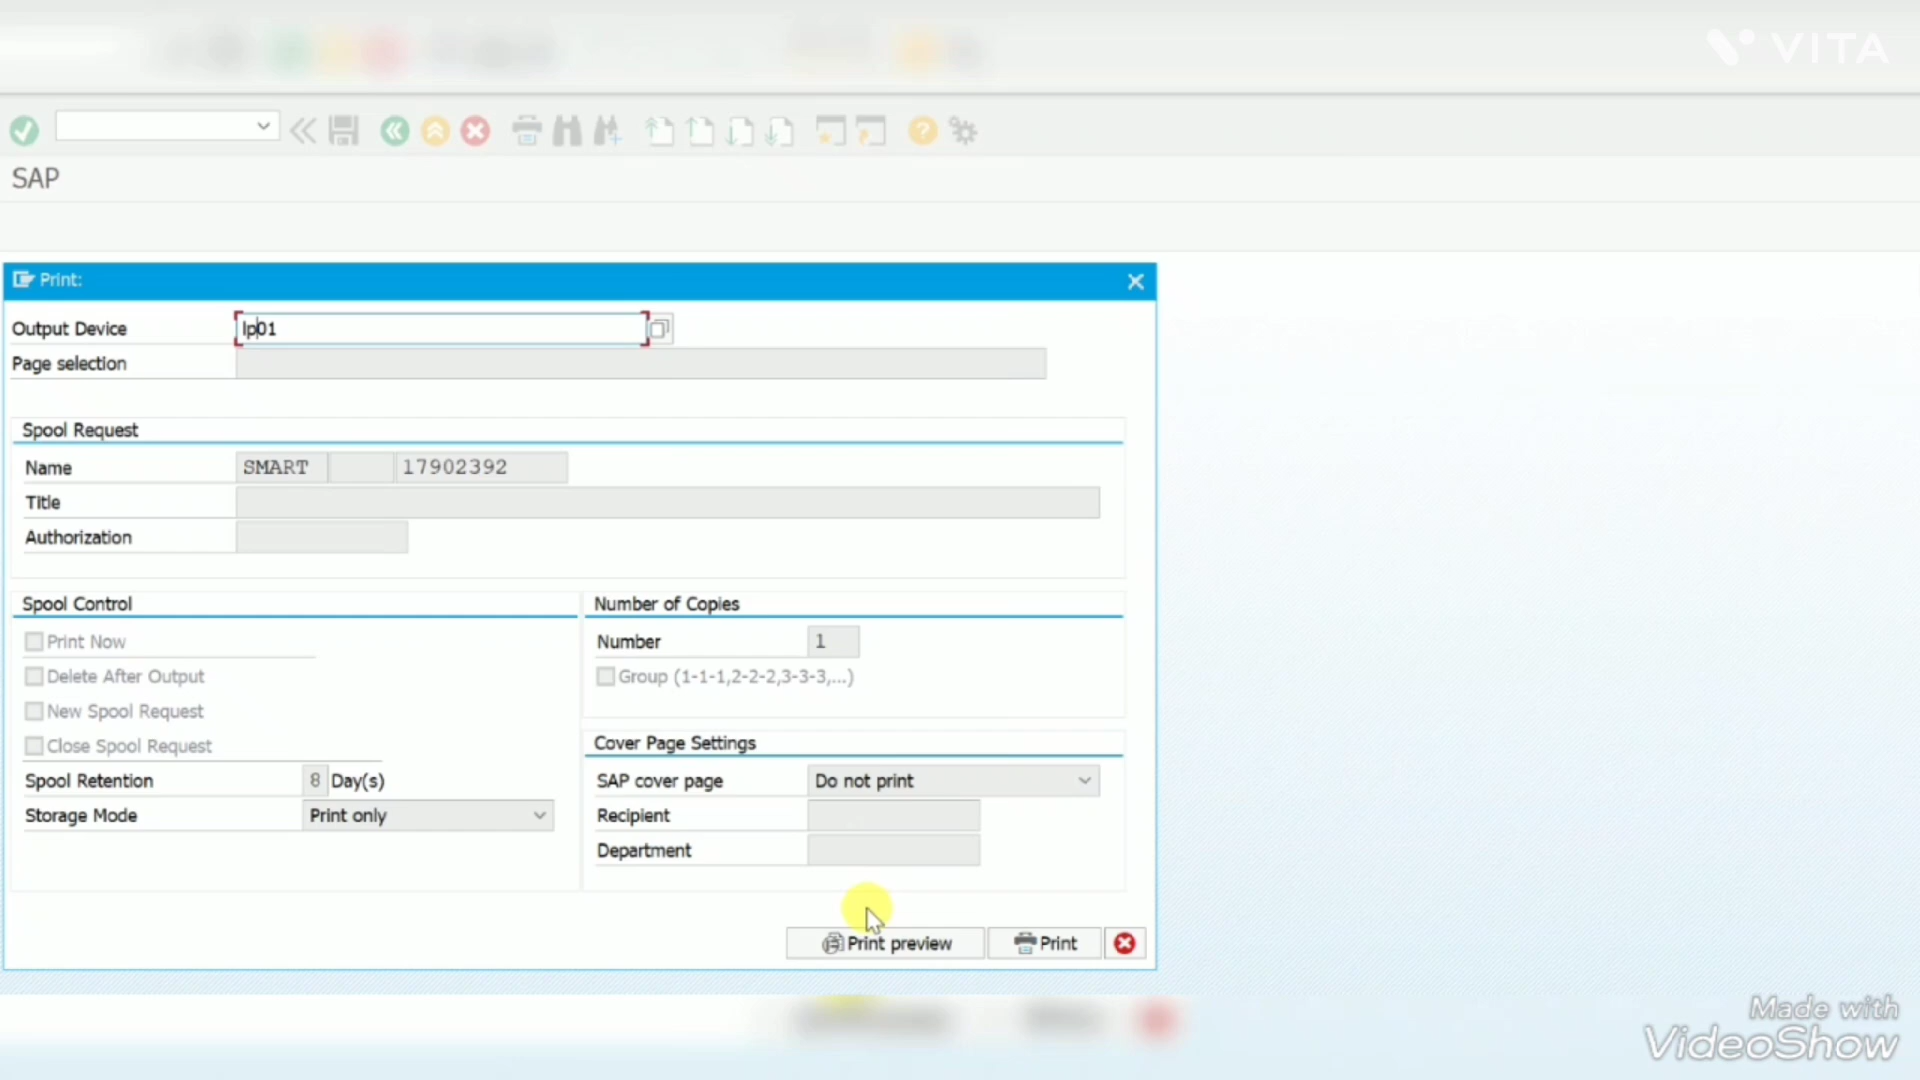 VITA
SAP
Print:
Output Device lp01
Page selection
Spool Request
Name SMART 17902392
Title
Authorization
Spool Control
Number of Copies
Print Now
Number 1
Delete After Output
Group (1-1-1,2-2-2,3-3-3,...)
New Spool Request
Close Spool Request
Cover Page Settings
Spool Retention 8 Day(s)
SAP cover page Do not print
Storage Mode Print only
Recipient
Department
Print preview Print
Made with
VideoShow